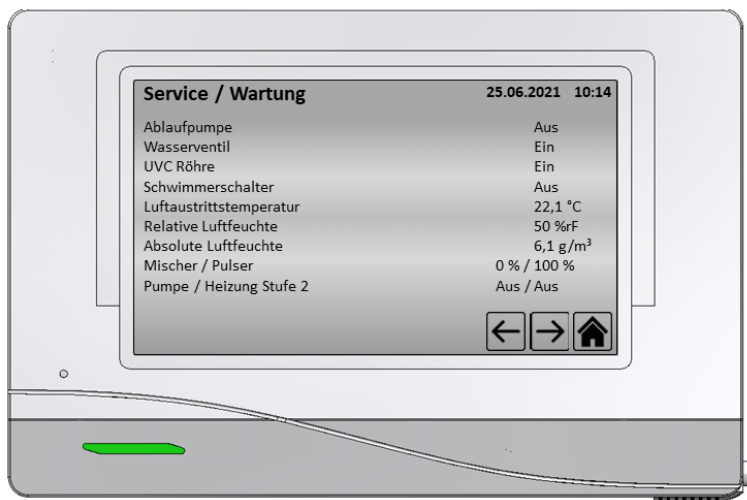 Service / Wartung 25.06.2021 10:14
Ablaufpumpe Aus
Wasserventil Ein
UVC Röhre Ein
Schwimmerschalter Aus
Luftaustrittstemperatur 22,1 °C
Relative Luftfeuchte 50 %rF
Absolute Luftfeuchte 6,1 g/m³
Mischer / Pulser 0 % / 100 %
Pumpe / Heizung Stufe 2 Aus / Aus